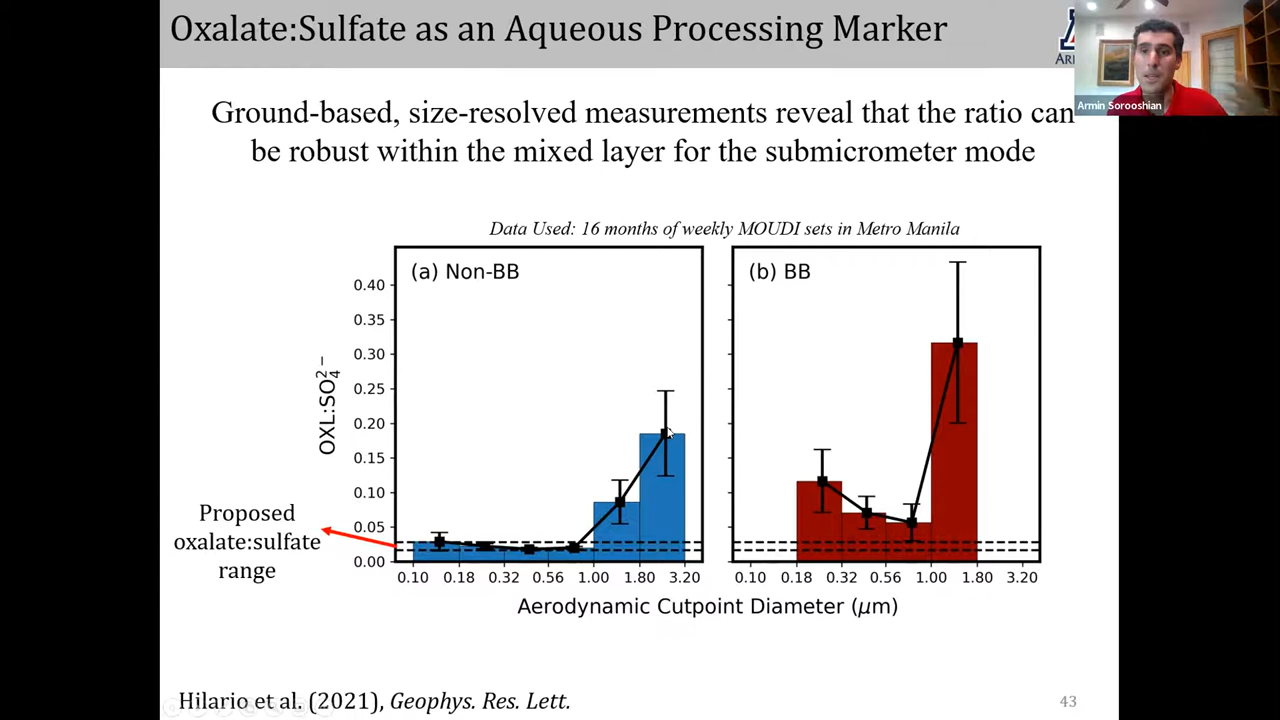 Oxalate:Sulfate as an Aqueous Processing Marker
Armin Sorooshian
Ground-based, size-resolved measurements reveal that the ratio can
be robust within the mixed layer for the submicrometer mode
Data Used: 16 months of weekly MOUDI sets in Metro Manila
(a) Non-BB
(b) BB
0.40
0.35
0.30
0.25
0.20
0.15
0.10
0.05
0.00
OXL:SO₄²⁻
Proposed
oxalate:sulfate
range
0.10 0.18 0.32 0.56 1.00 1.80 3.20
0.10 0.18 0.32 0.56 1.00 1.80 3.20
Aerodynamic Cutpoint Diameter (μm)
Hilario et al. (2021), Geophys. Res. Lett.
43